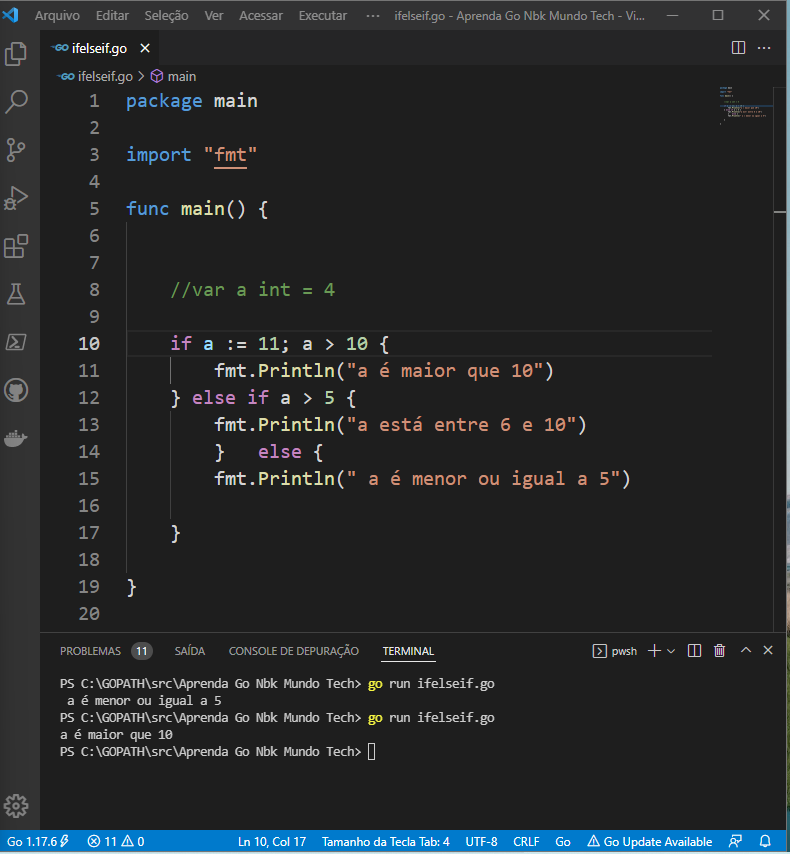 Arquivo Editar Seleção Ver Acessar Executar ··· ifelseif.go - Aprenda Go Nbk Mundo Tech - Vi...
GO ifelseif.go
GO ifelseif.go > main
1 package main
2
3 import "fmt"
4
5 func main() {
6
7
8     //var a int = 4
9
10     if a := 11; a > 10 {
11         fmt.Println("a é maior que 10")
12     } else if a > 5 {
13         fmt.Println("a está entre 6 e 10")
14         }   else {
15         fmt.Println(" a é menor ou igual a 5")
16
17     }
18
19 }
20
PROBLEMAS 11 SAÍDA CONSOLE DE DEPURAÇÃO TERMINAL pwsh
PS C:\GOPATH\src\Aprenda Go Nbk Mundo Tech> go run ifelseif.go
 a é menor ou igual a 5
PS C:\GOPATH\src\Aprenda Go Nbk Mundo Tech> go run ifelseif.go
a é maior que 10
PS C:\GOPATH\src\Aprenda Go Nbk Mundo Tech>
Go 1.17.6 11 0 Ln 10, Col 17 Tamanho da Tecla Tab: 4 UTF-8 CRLF Go Go Update Available